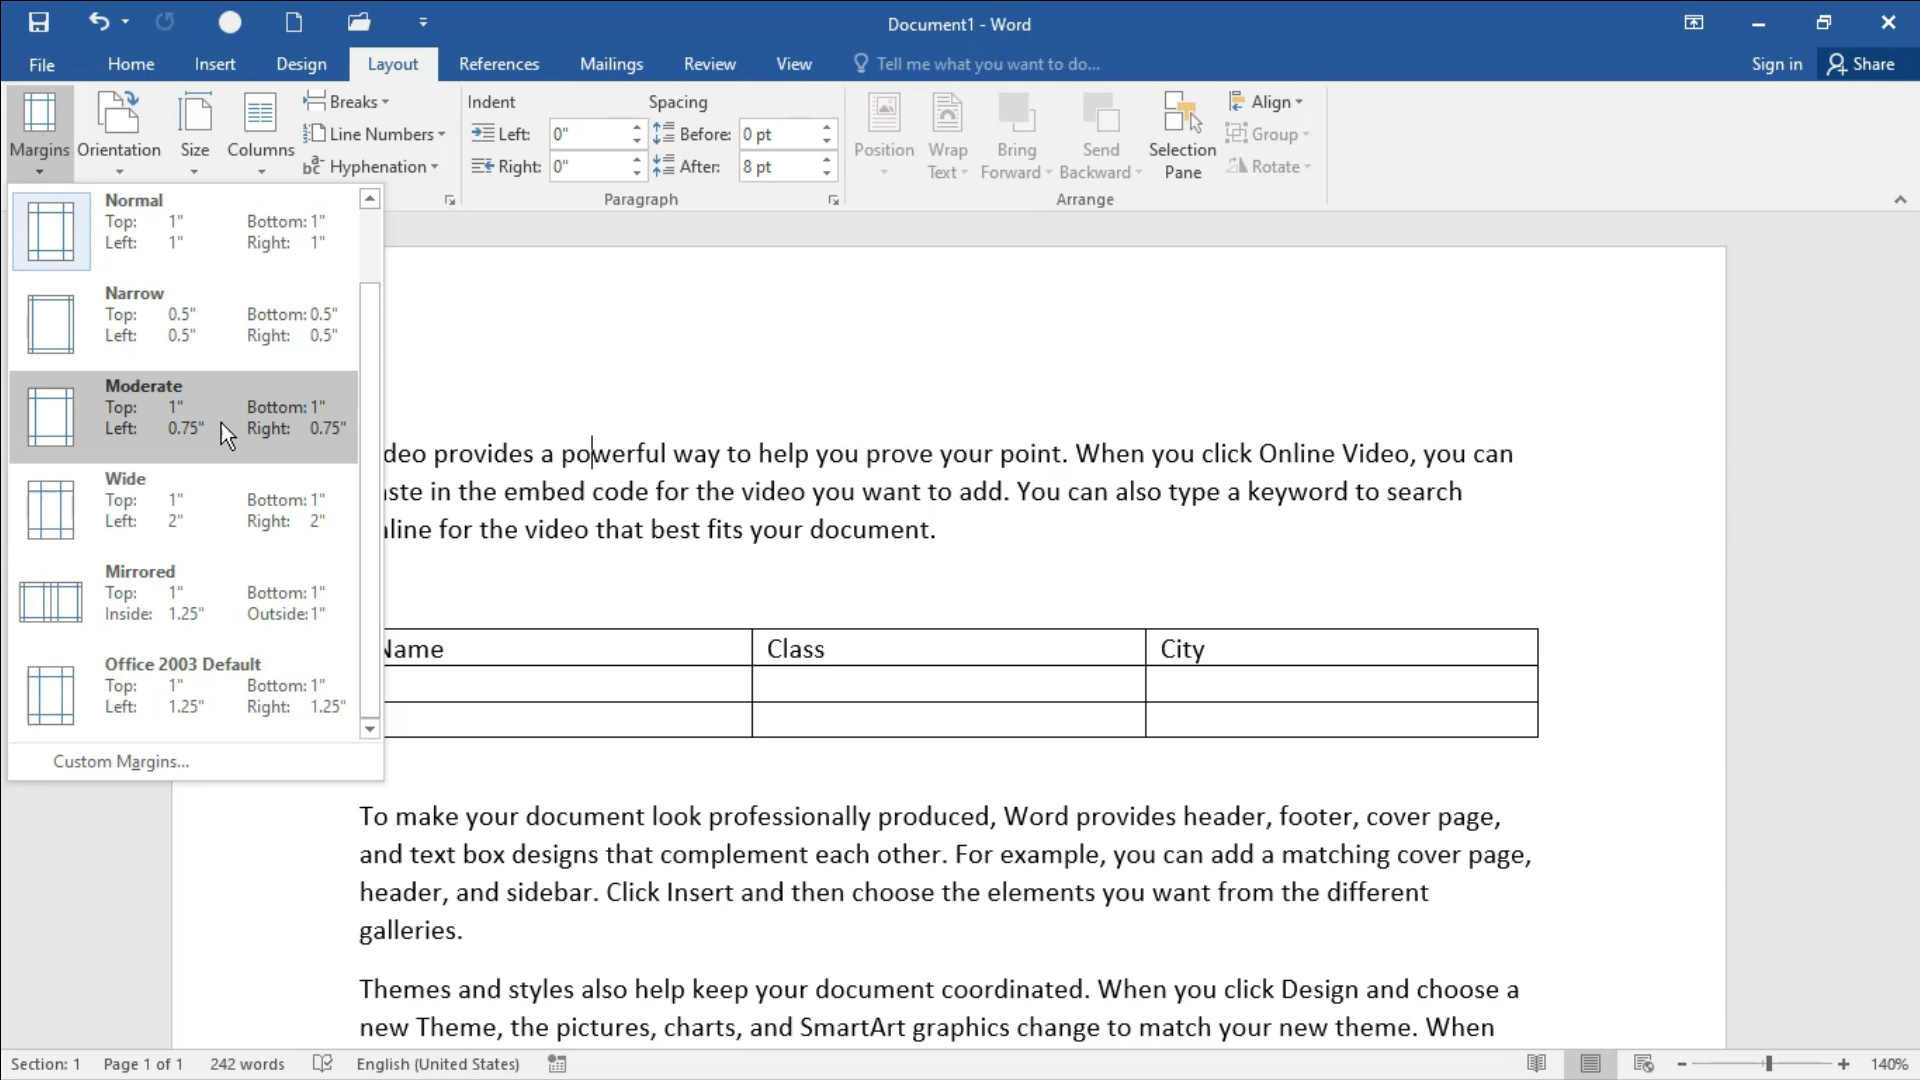 Document1 - Word
File Home Insert Design Layout References Mailings Review View Tell me what you want to do... Sign in Share
Margins Orientation Size Columns
Breaks
Line Numbers
Hyphenation
Indent Spacing
Left: 0" Before: 0 pt
Right: 0" After: 8 pt
Paragraph
Position Wrap Text Bring Forward Send Backward Selection Pane
Align
Group
Rotate
Arrange
Normal
Top: 1" Bottom: 1"
Left: 1" Right: 1"
Narrow
Top: 0.5" Bottom: 0.5"
Left: 0.5" Right: 0.5"
Moderate
Top: 1" Bottom: 1"
Left: 0.75" Right: 0.75"
Wide
Top: 1" Bottom: 1"
Left: 2" Right: 2"
Mirrored
Top: 1" Bottom: 1"
Inside: 1.25" Outside: 1"
Office 2003 Default
Top: 1" Bottom: 1"
Left: 1.25" Right: 1.25"
Custom Margins...
deo provides a powerful way to help you prove your point. When you click Online Video, you can
ste in the embed code for the video you want to add. You can also type a keyword to search
line for the video that best fits your document.
Name Class City
To make your document look professionally produced, Word provides header, footer, cover page,
and text box designs that complement each other. For example, you can add a matching cover page,
header, and sidebar. Click Insert and then choose the elements you want from the different
galleries.
Themes and styles also help keep your document coordinated. When you click Design and choose a
new Theme, the pictures, charts, and SmartArt graphics change to match your new theme. When
Section: 1 Page 1 of 1 242 words English (United States) 140%